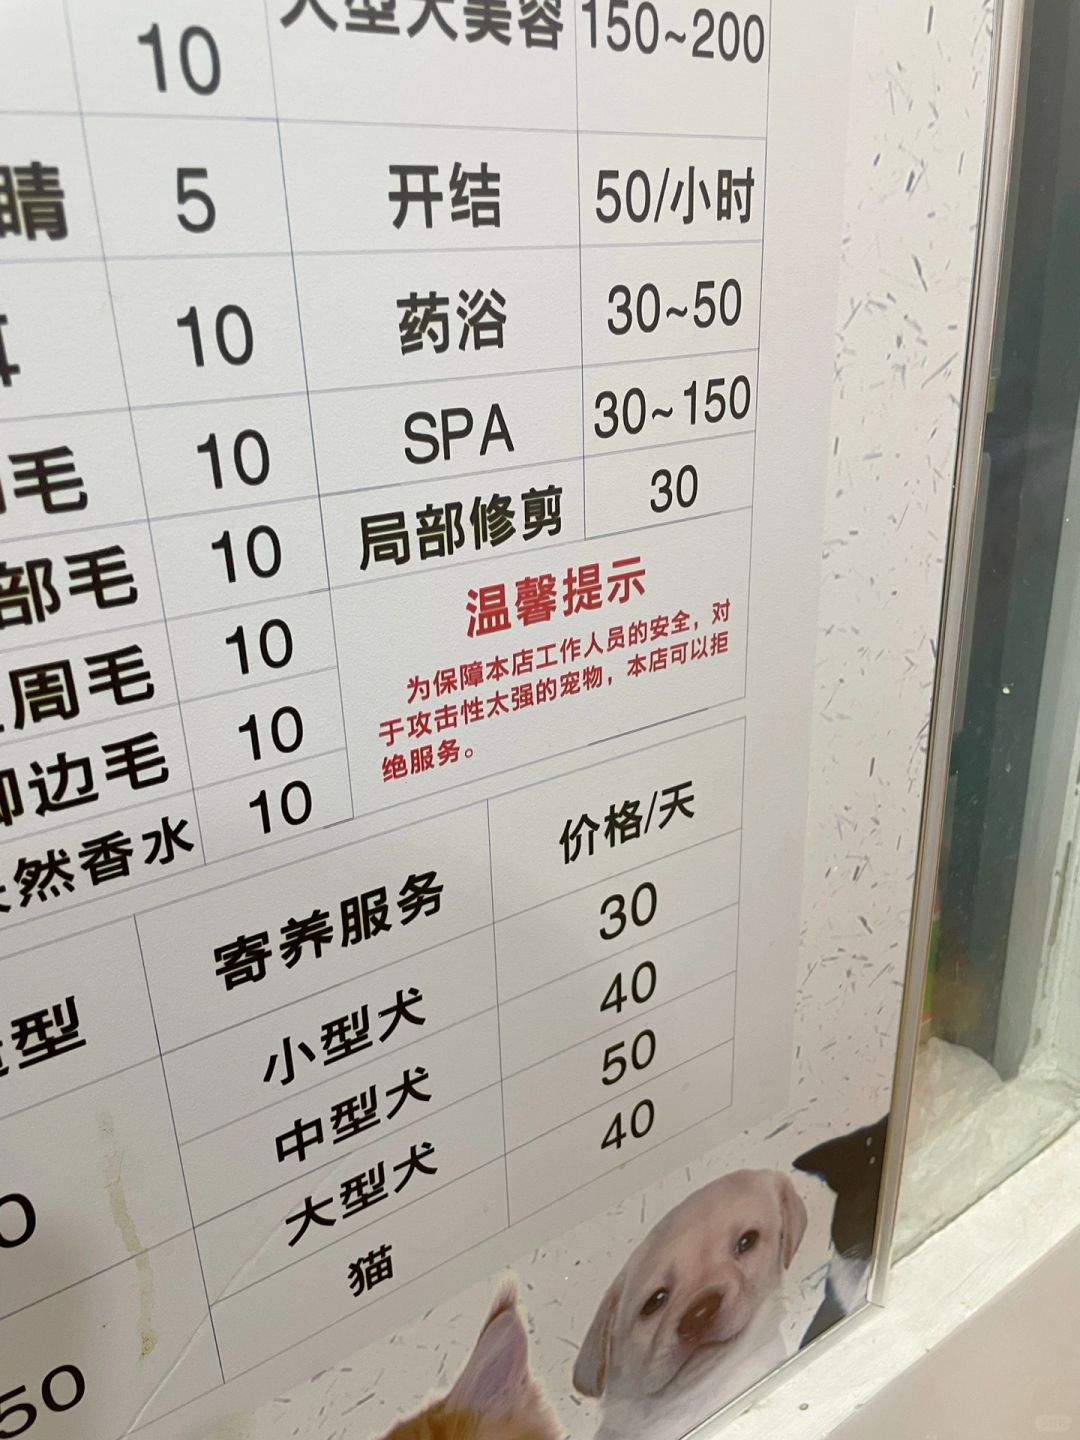 10 大型犬美容 150~200
睛 5 开结 50/小时
10 药浴 30~50
毛 10 SPA 30~150
部毛 10 局部修剪 30
周毛 10
边毛 10
然香水 10
温馨提示
为保障本店工作人员的安全，对
于攻击性太强的宠物，本店可以拒
绝服务。
型 寄养服务 价格/天
小型犬 30
中型犬 40
大型犬 50
猫 40
50